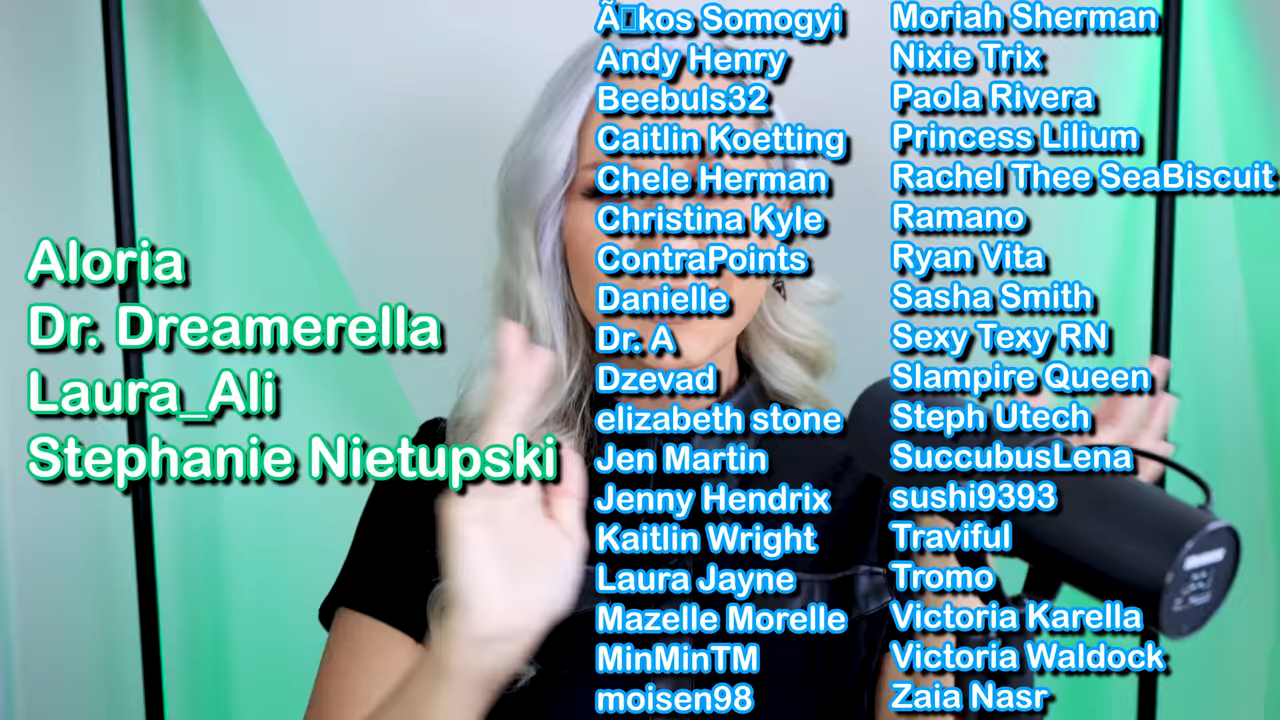 Aloria
Dr. Dreamerella
Laura_Ali
Stephanie Nietupski
Ã▯kos Somogyi
Andy Henry
Beebuls32
Caitlin Koetting
Chele Herman
Christina Kyle
ContraPoints
Danielle
Dr. A
Dzevad
elizabeth stone
Jen Martin
Jenny Hendrix
Kaitlin Wright
Laura Jayne
Mazelle Morelle
MinMinTM
moisen98
Moriah Sherman
Nixie Trix
Paola Rivera
Princess Lilium
Rachel Thee SeaBiscuit
Ramano
Ryan Vita
Sasha Smith
Sexy Texy RN
Slampire Queen
Steph Utech
SuccubusLena
sushi9393
Traviful
Tromo
Victoria Karella
Victoria Waldock
Zaia Nasr